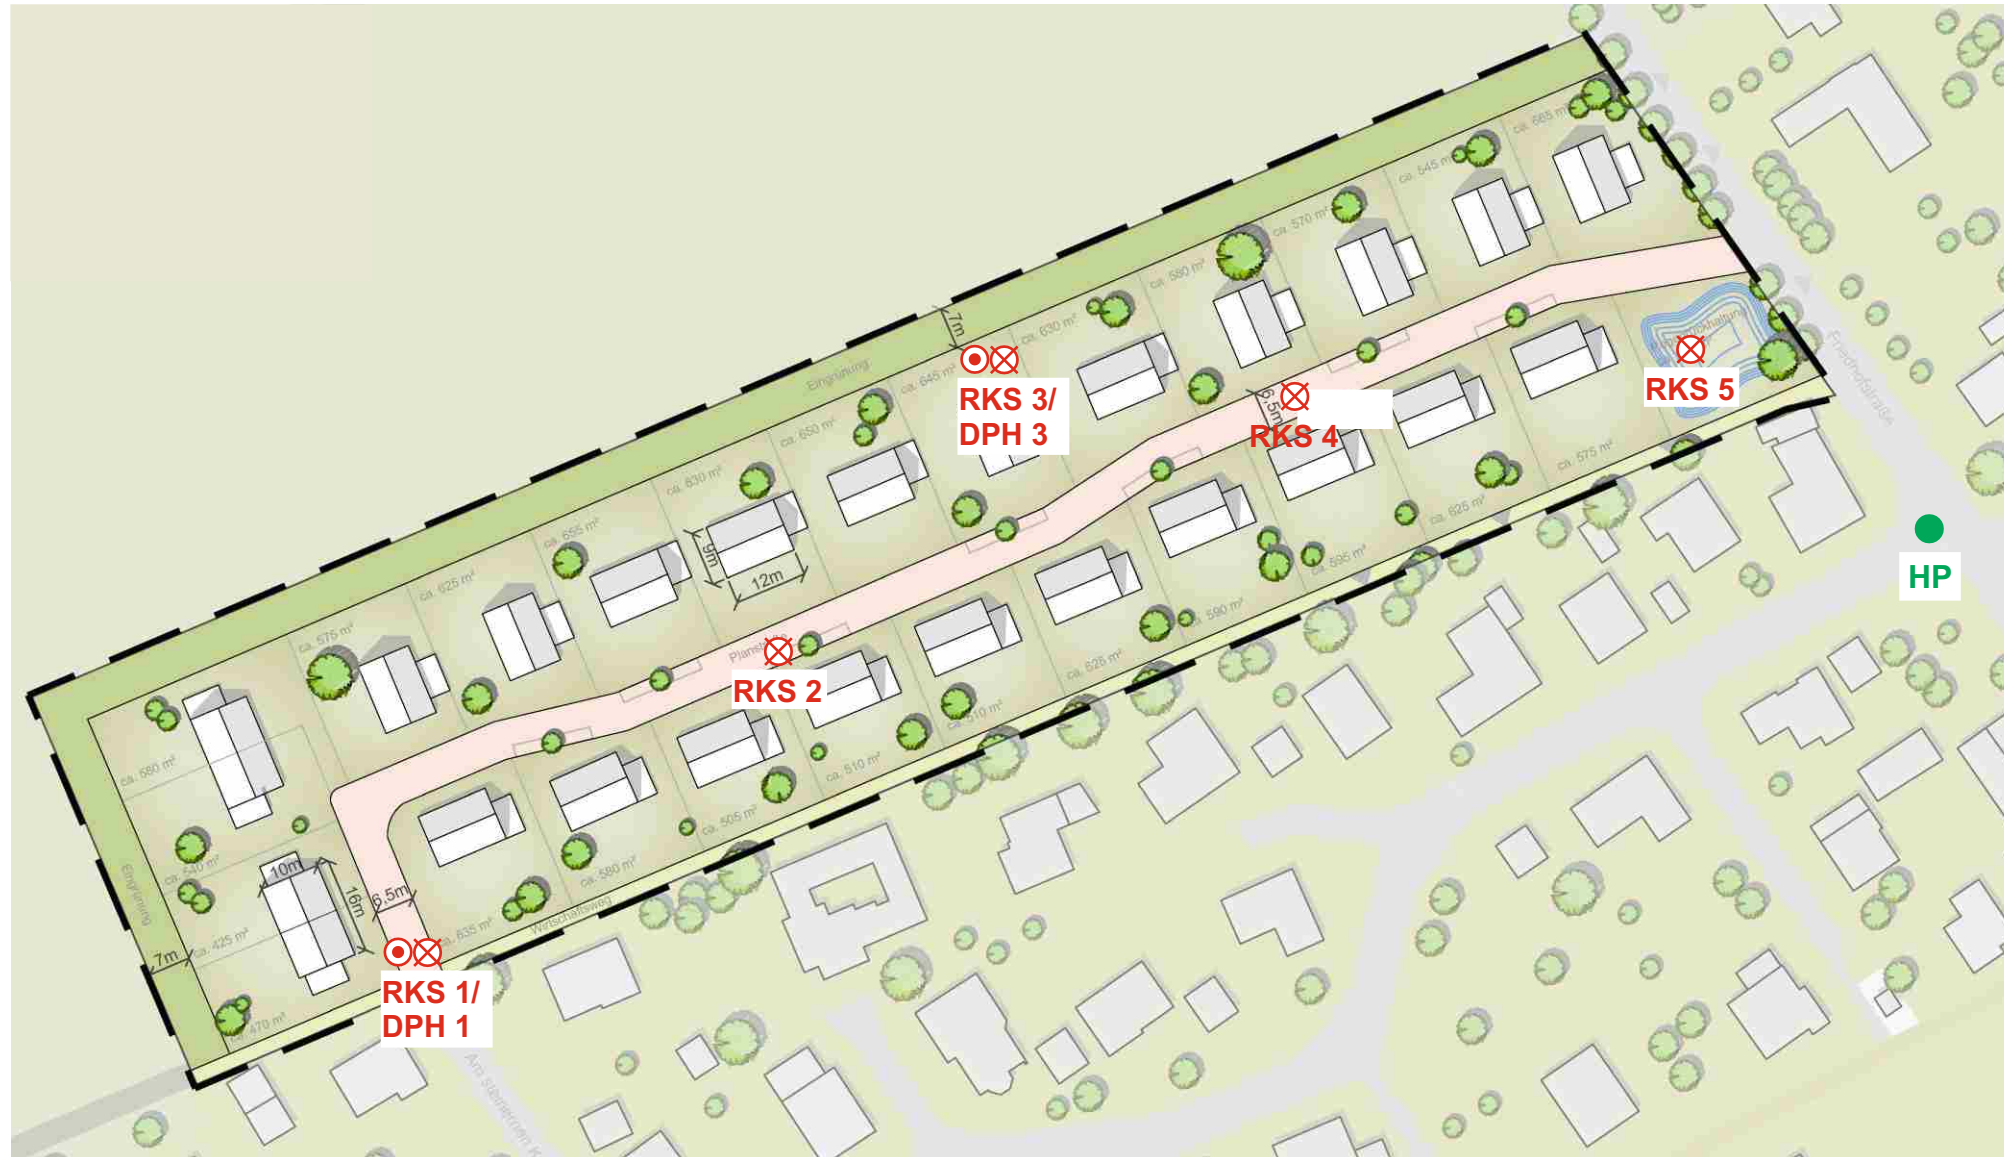 ca. 665 m²
ca. 545 m²
ca. 570 m²
ca. 580 m²
ca. 630 m²
ca. 645 m²
ca. 650 m²
ca. 630 m²
ca. 655 m²
ca. 625 m²
ca. 575 m²
ca. 580 m²
ca. 540 m²
ca. 425 m²
ca. 470 m²
7m
Eingrünung
RKS 3/
DPH 3
6,5m
RKS 4
RKS 5
Friedhofstraße
HP
9m
12m
Planstraße
RKS 2
Eingrünung
10m
16m
6,5m
7m
RKS 1/
DPH 1
ca. 635 m²
Wirtschaftsweg
ca. 580 m²
ca. 505 m²
ca. 510 m²
ca. 510 m²
ca. 625 m²
ca. 590 m²
ca. 595 m²
ca. 625 m²
ca. 575 m²
Am Steinernen K